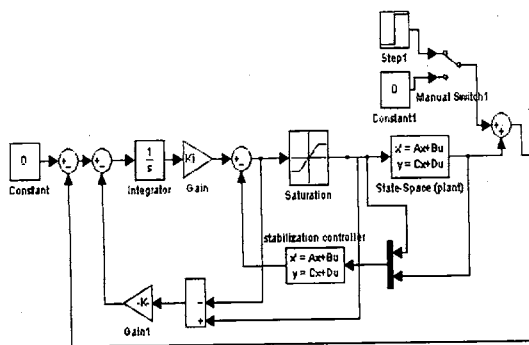 Step1
0
Constant1
Manual Switch1
0
Constant
1
s
Integrator
Ki
Gain
Saturation
x' = Ax+Bu
y = Cx+Du
State-Space (plant)
stabilization controller
x' = Ax+Bu
y = Cx+Du
-K-
Gain1